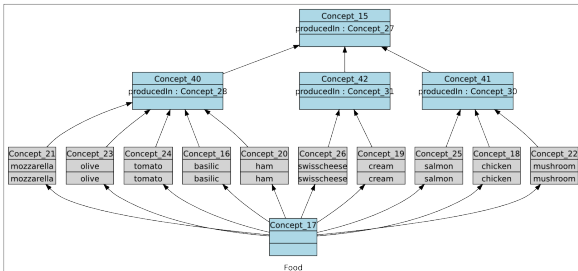 Concept_15
producedIn : Concept_27
Concept_40
producedIn : Concept_28
Concept_42
producedIn : Concept_31
Concept_41
producedIn : Concept_30
Concept_21
mozzarella
mozzarella
Concept_23
olive
olive
Concept_24
tomato
tomato
Concept_16
basilic
basilic
Concept_20
ham
ham
Concept_26
swisscheese
swisscheese
Concept_19
cream
cream
Concept_25
salmon
salmon
Concept_18
chicken
chicken
Concept_22
mushroom
mushroom
Concept_17
Food